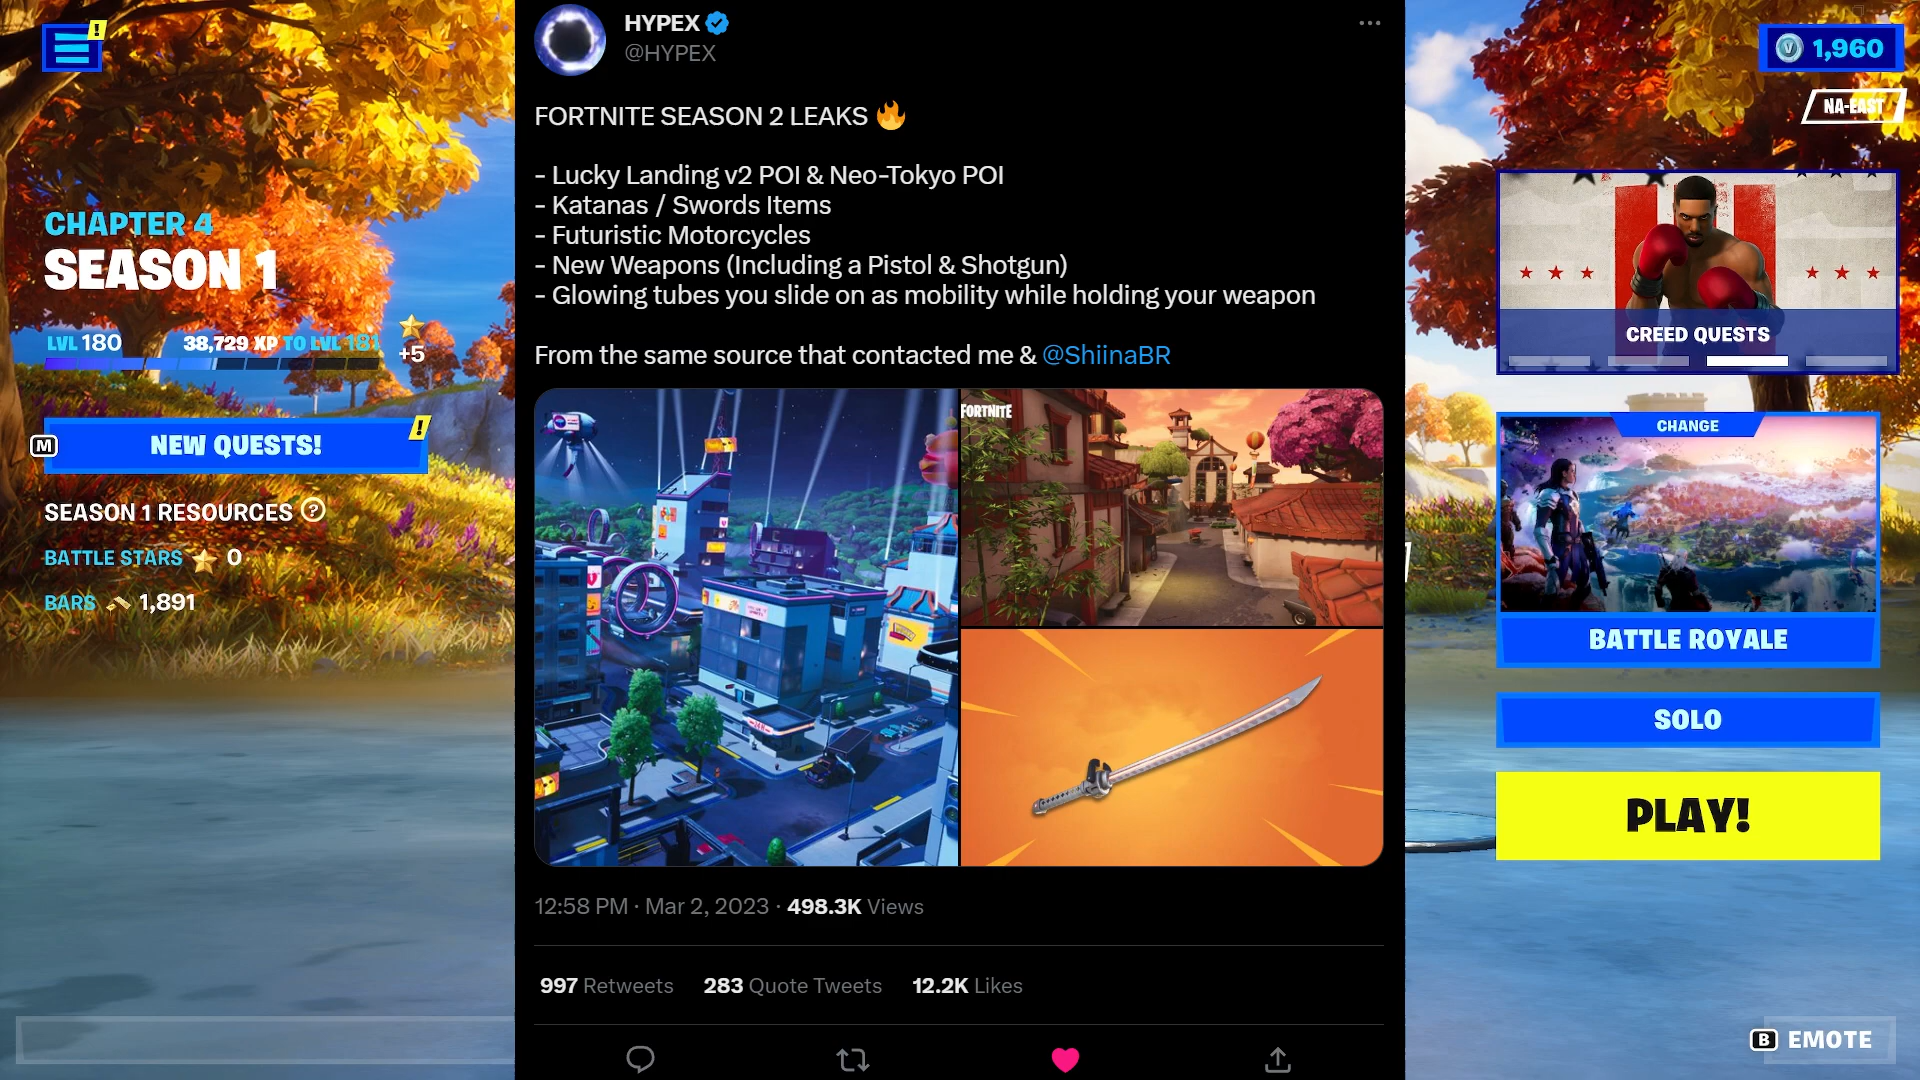 HYPEX
@HYPEX
FORTNITE SEASON 2 LEAKS 🔥
- Lucky Landing v2 POI & Neo-Tokyo POI
- Katanas / Swords Items
- Futuristic Motorcycles
- New Weapons (Including a Pistol & Shotgun)
- Glowing tubes you slide on as mobility while holding your weapon
From the same source that contacted me & @ShiinaBR
FORTNITE
12:58 PM · Mar 2, 2023 · 498.3K Views
997 Retweets 283 Quote Tweets 12.2K Likes
!
CHAPTER 4
SEASON 1
LVL 180 38,729 XP TO LVL 181
+5
M NEW QUESTS! !
SEASON 1 RESOURCES ?
BATTLE STARS 0
BARS 1,891
V 1,960
NA-EAST
CREED QUESTS
CHANGE
BATTLE ROYALE
SOLO
PLAY!
B EMOTE